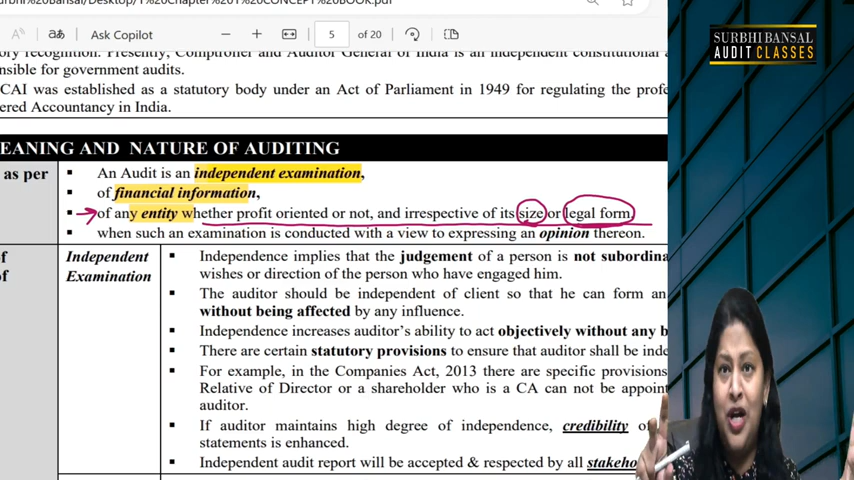 SURBHI BANSAL
AUDIT CLASSES
Ask Copilot
5 of 20
ory recognition. Presently, Comptroller and Auditor General of India is an independent constitutional a
nsible for government audits.
CAI was established as a statutory body under an Act of Parliament in 1949 for regulating the profe
ered Accountancy in India.
EANING AND NATURE OF AUDITING
as per
▪ An Audit is an independent examination,
▪ of financial information,
▪ of any entity whether profit oriented or not, and irrespective of its size or legal form,
▪ when such an examination is conducted with a view to expressing an opinion thereon.
of
of
Independent
Examination
▪ Independence implies that the judgement of a person is not subordina
wishes or direction of the person who have engaged him.
▪ The auditor should be independent of client so that he can form an
without being affected by any influence.
▪ Independence increases auditor's ability to act objectively without any b
▪ There are certain statutory provisions to ensure that auditor shall be inde
▪ For example, in the Companies Act, 2013 there are specific provisions
Relative of Director or a shareholder who is a CA can not be appoint
auditor.
▪ If auditor maintains high degree of independence, credibility of
statements is enhanced.
▪ Independent audit report will be accepted & respected by all stakeho